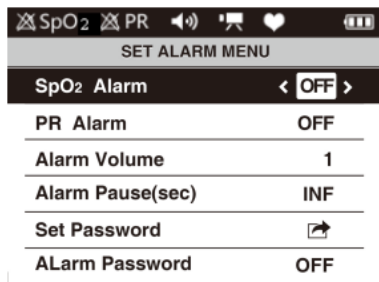 SpO2 PR
SET ALARM MENU
SpO2 Alarm < OFF >
PR Alarm OFF
Alarm Volume 1
Alarm Pause(sec) INF
Set Password
ALarm Password OFF